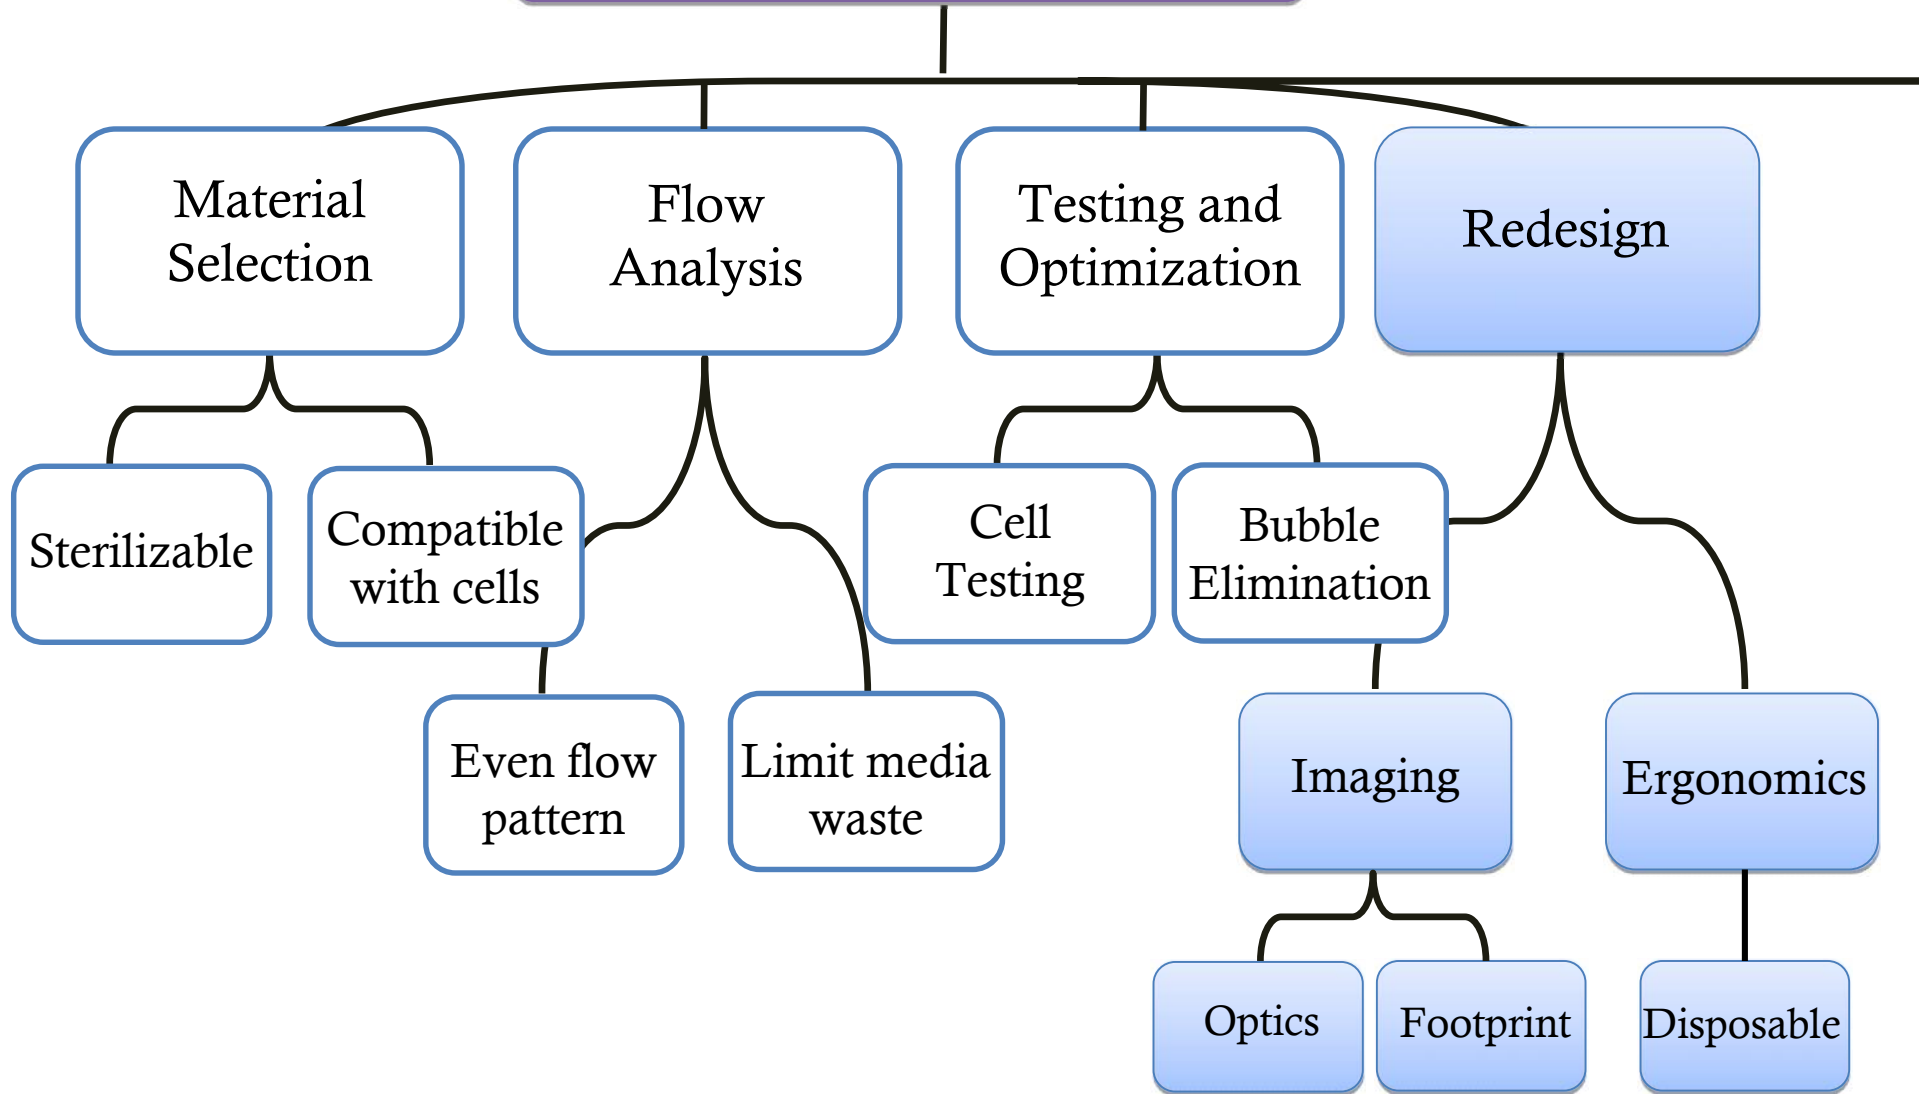 Material
Selection
Flow
Analysis
Testing and
Optimization
Redesign
Sterilizable
Compatible
with cells
Cell
Testing
Bubble
Elimination
Even flow
pattern
Limit media
waste
Imaging
Ergonomics
Optics
Footprint
Disposable